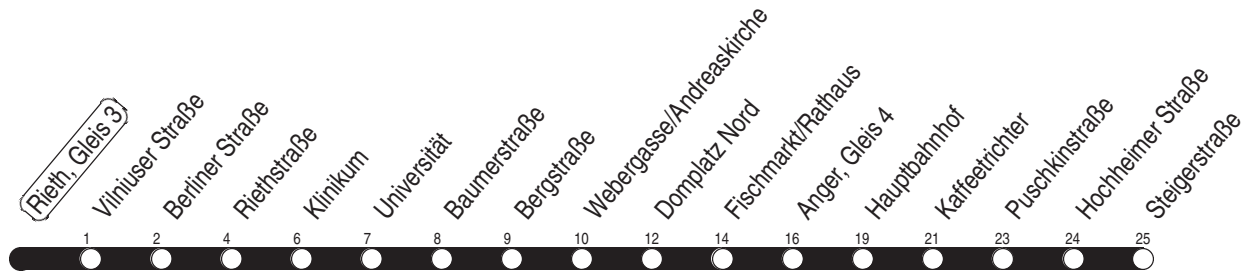 Rieth, Gleis 3
Vilniuser Straße
Berliner Straße
Riethstraße
Klinikum
Universität
Baumerstraße
Bergstraße
Webergasse/Andreaskirche
Domplatz Nord
Fischmarkt/Rathaus
Anger, Gleis 4
Hauptbahnhof
Kaffeetrichter
Puschkinstraße
Hochheimer Straße
Steigerstraße
1 2 4 6 7 8 9 10 12 14 16 19 21 23 24 25